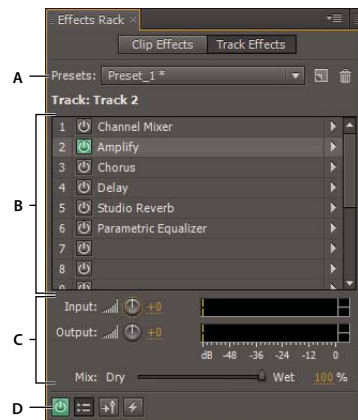 Effects Rack ×
Clip Effects Track Effects
A Presets: Preset_1 *
Track: Track 2
B
1 Channel Mixer
2 Amplify
3 Chorus
4 Delay
5 Studio Reverb
6 Parametric Equalizer
7
8
9
C
Input: +0
Output: +0
dB -48 -36 -24 -12 0
Mix: Dry Wet 100 %
D